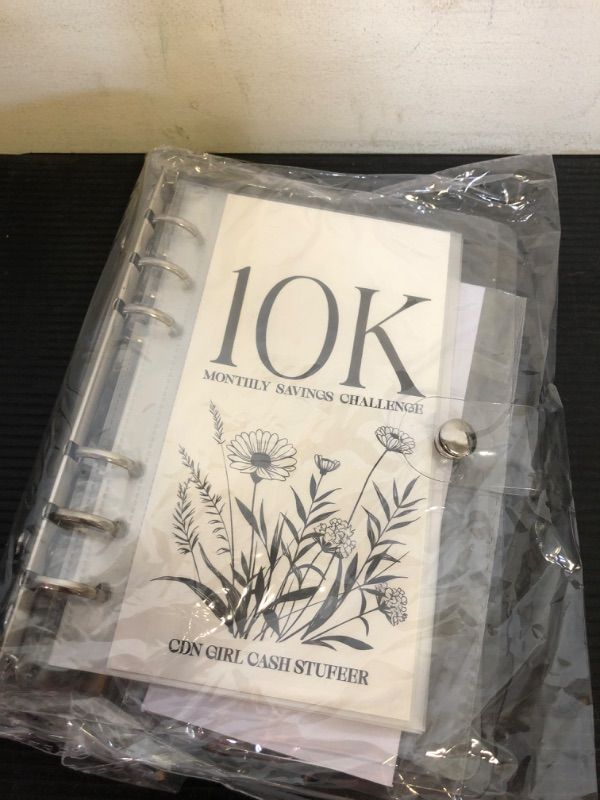 10K
MONTHLY SAVINGS CHALLENGE
CDN GIRL CASH STUFEER